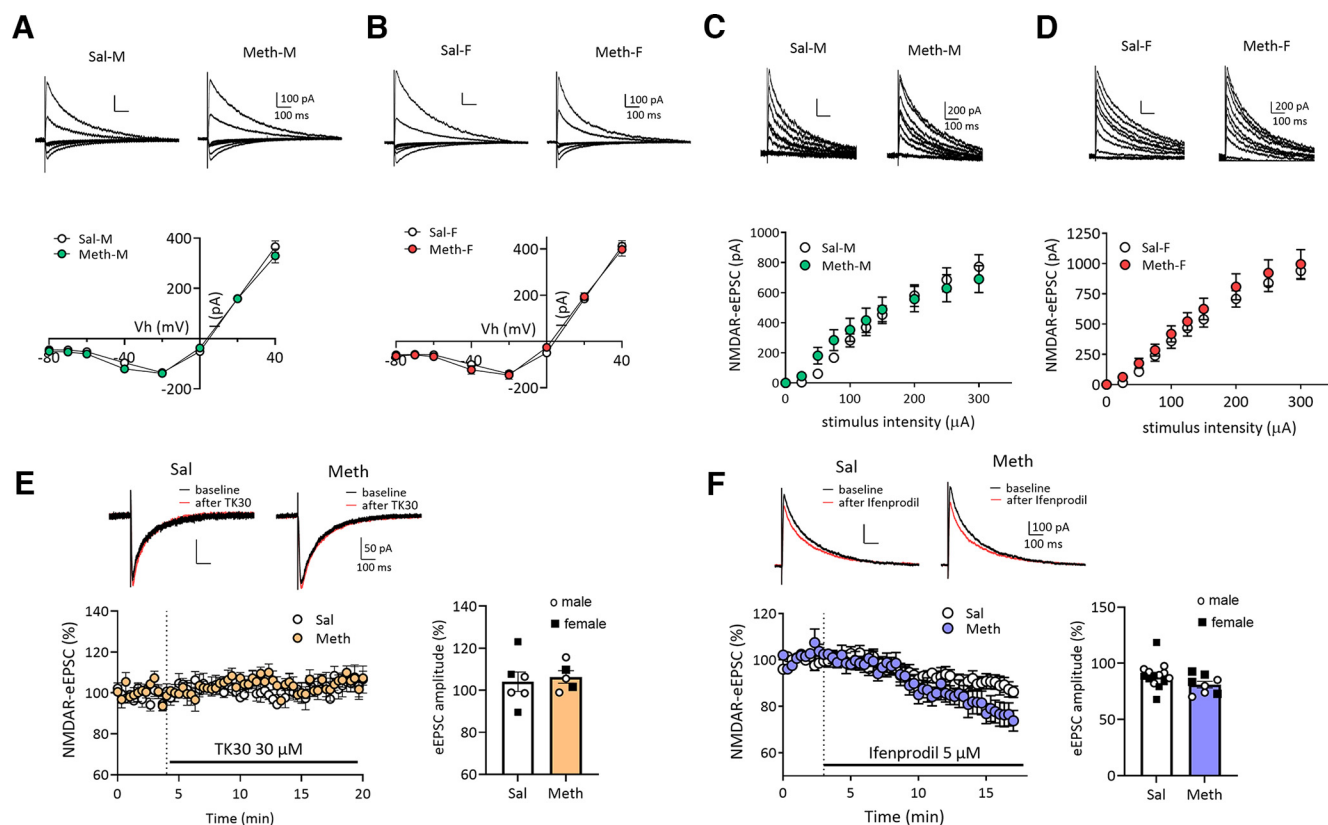 A
Sal-M
Meth-M
100 pA
100 ms
Sal-M
Meth-M
400
200
Vh (mV)
I (pA)
-80
-40
40
-200
B
Sal-F
Meth-F
100 pA
100 ms
Sal-F
Meth-F
400
200
Vh (mV)
I (pA)
-80
-40
0
40
-200
C
Sal-M
Meth-M
200 pA
100 ms
NMDAR-eEPSC (pA)
1000
800
600
400
200
0
Sal-M
Meth-M
0
100
200
300
stimulus intensity (μA)
D
Sal-F
Meth-F
200 pA
100 ms
NMDAR-eEPSC (pA)
1250
1000
750
500
250
0
Sal-F
Meth-F
0
100
200
300
stimulus intensity (μA)
E
Sal
Meth
baseline
after TK30
baseline
after TK30
50 pA
100 ms
NMDAR-eEPSC (%)
140
120
100
80
60
Sal
Meth
TK30 30 μM
0
5
10
15
20
Time (min)
eEPSC amplitude (%)
140
120
100
80
60
male
female
Sal
Meth
F
Sal
Meth
baseline
after Ifenprodil
baseline
after Ifenprodil
100 pA
100 ms
NMDAR-eEPSC (%)
120
100
80
60
Sal
Meth
Ifenprodil 5 μM
0
5
10
15
Time (min)
eEPSC amplitude (%)
150
100
50
0
male
female
Sal
Meth